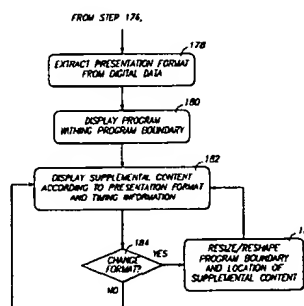 FROM STEP 176,
178
EXTRACT PRESENTATION FORMAT
FROM DIGITAL DATA
180
DISPLAY PROGRAM
WITHING PROGRAM BOUNDARY
182
DISPLAY SUPPLEMENTAL CONTENT
ACCORDING TO PRESENTATION FORMAT
AND TIMING INFORMATION
184
CHANGE
FORMAT?
YES
NO
RESIZE/RESHAPE
PROGRAM BOUNDARY
AND LOCATION OF
SUPPLEMENTAL CONTENT